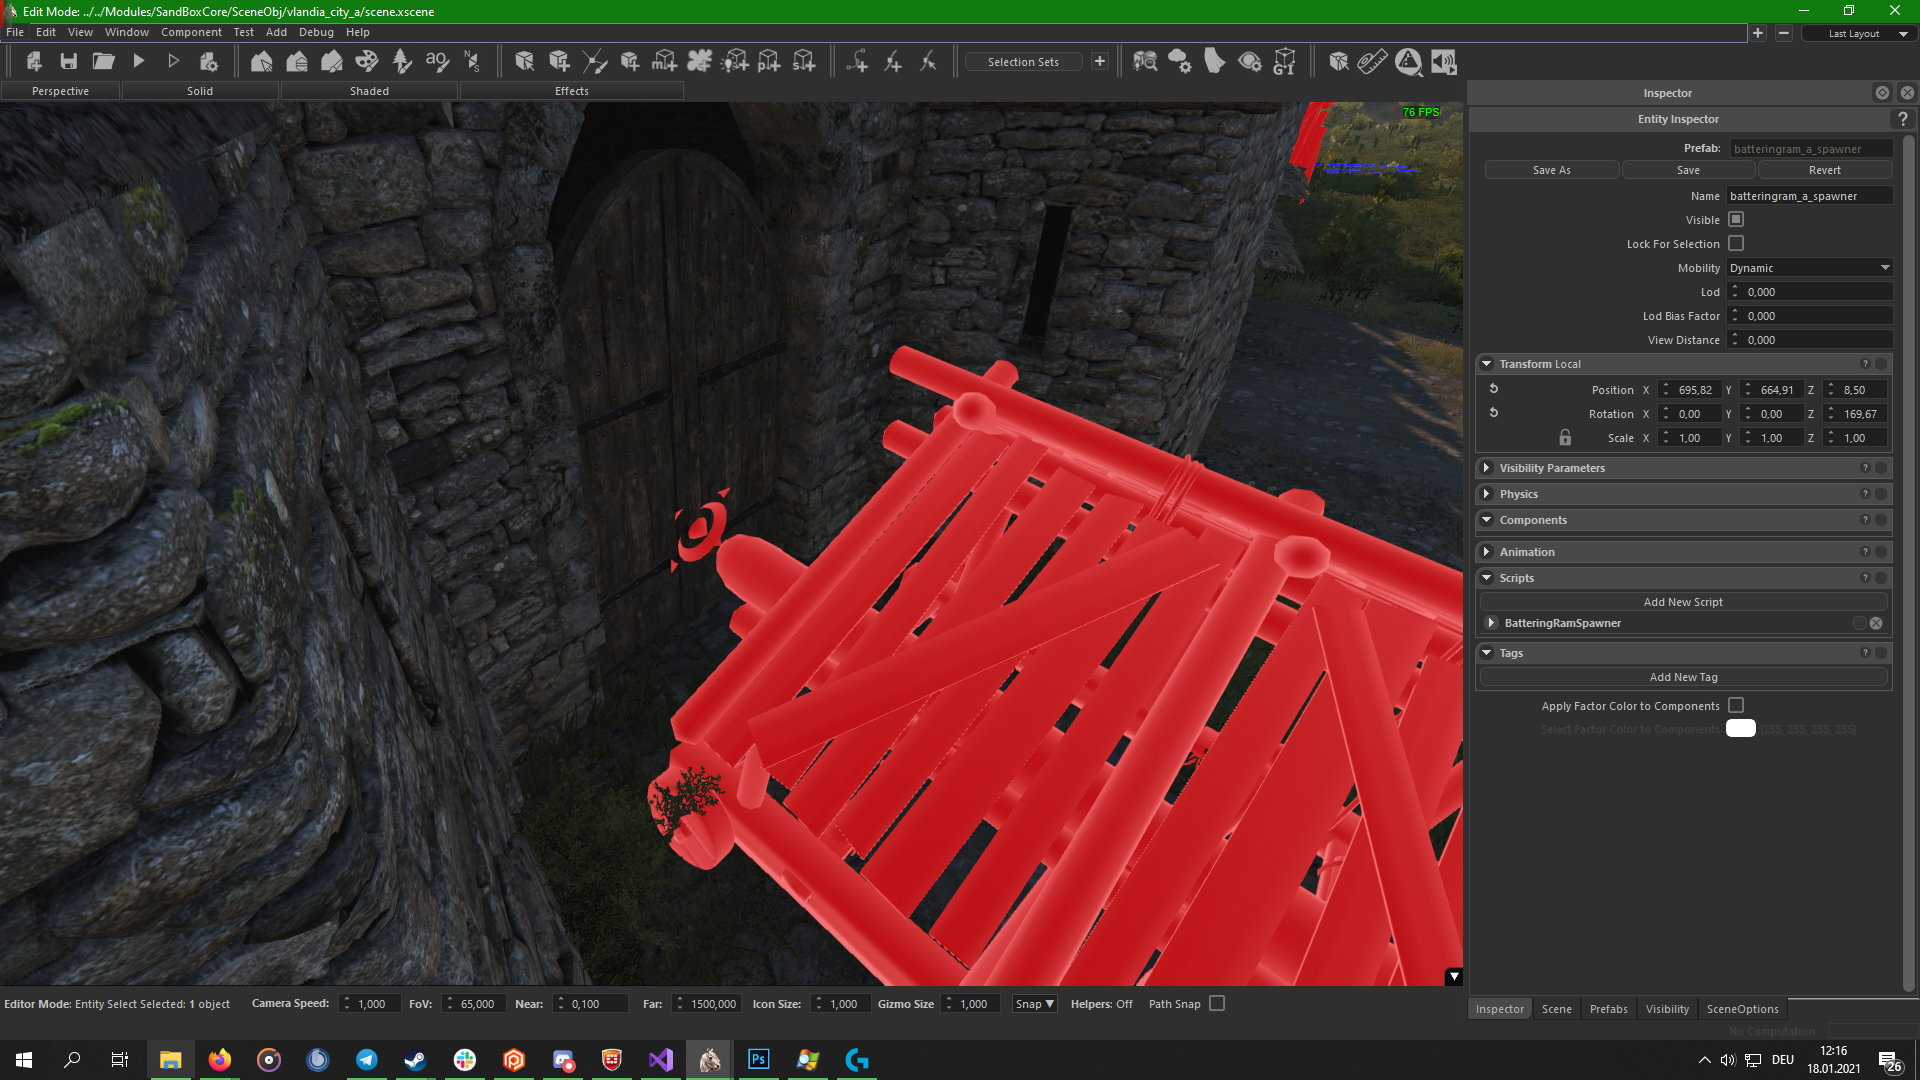 Edit Mode: ../../Modules/SandBoxCore/SceneObj/vlandia_city_a/scene.xscene
File Edit View Window Component Test Add Debug Help
Last Layout
Selection Sets
Perspective Solid Shaded Effects
76 FPS
Inspector
Entity Inspector
?
Prefab: batteringram_a_spawner
Save As Save Revert
Name batteringram_a_spawner
Visible
Lock For Selection
Mobility Dynamic
Lod 0,000
Lod Bias Factor 0,000
View Distance 0,000
Transform Local ?
Position X 695,82 Y 664,91 Z 8,50
Rotation X 0,00 Y 0,00 Z 169,67
Scale X 1,00 Y 1,00 Z 1,00
Visibility Parameters ?
Physics ?
Components ?
Animation ?
Scripts ?
Add New Script
BatteringRamSpawner
Tags ?
Add New Tag
Apply Factor Color to Components
Select Factor Color to Components (255, 255, 255, 255)
Editor Mode: Entity Select Selected: 1 object Camera Speed: 1,000 FoV: 65,000 Near: 0,100 Far: 1500,000 Icon Size: 1,000 Gizmo Size 1,000 Snap Helpers: Off Path Snap
Inspector Scene Prefabs Visibility SceneOptions
No Computation
Ps
DEU
12:16
18.01.2021
26